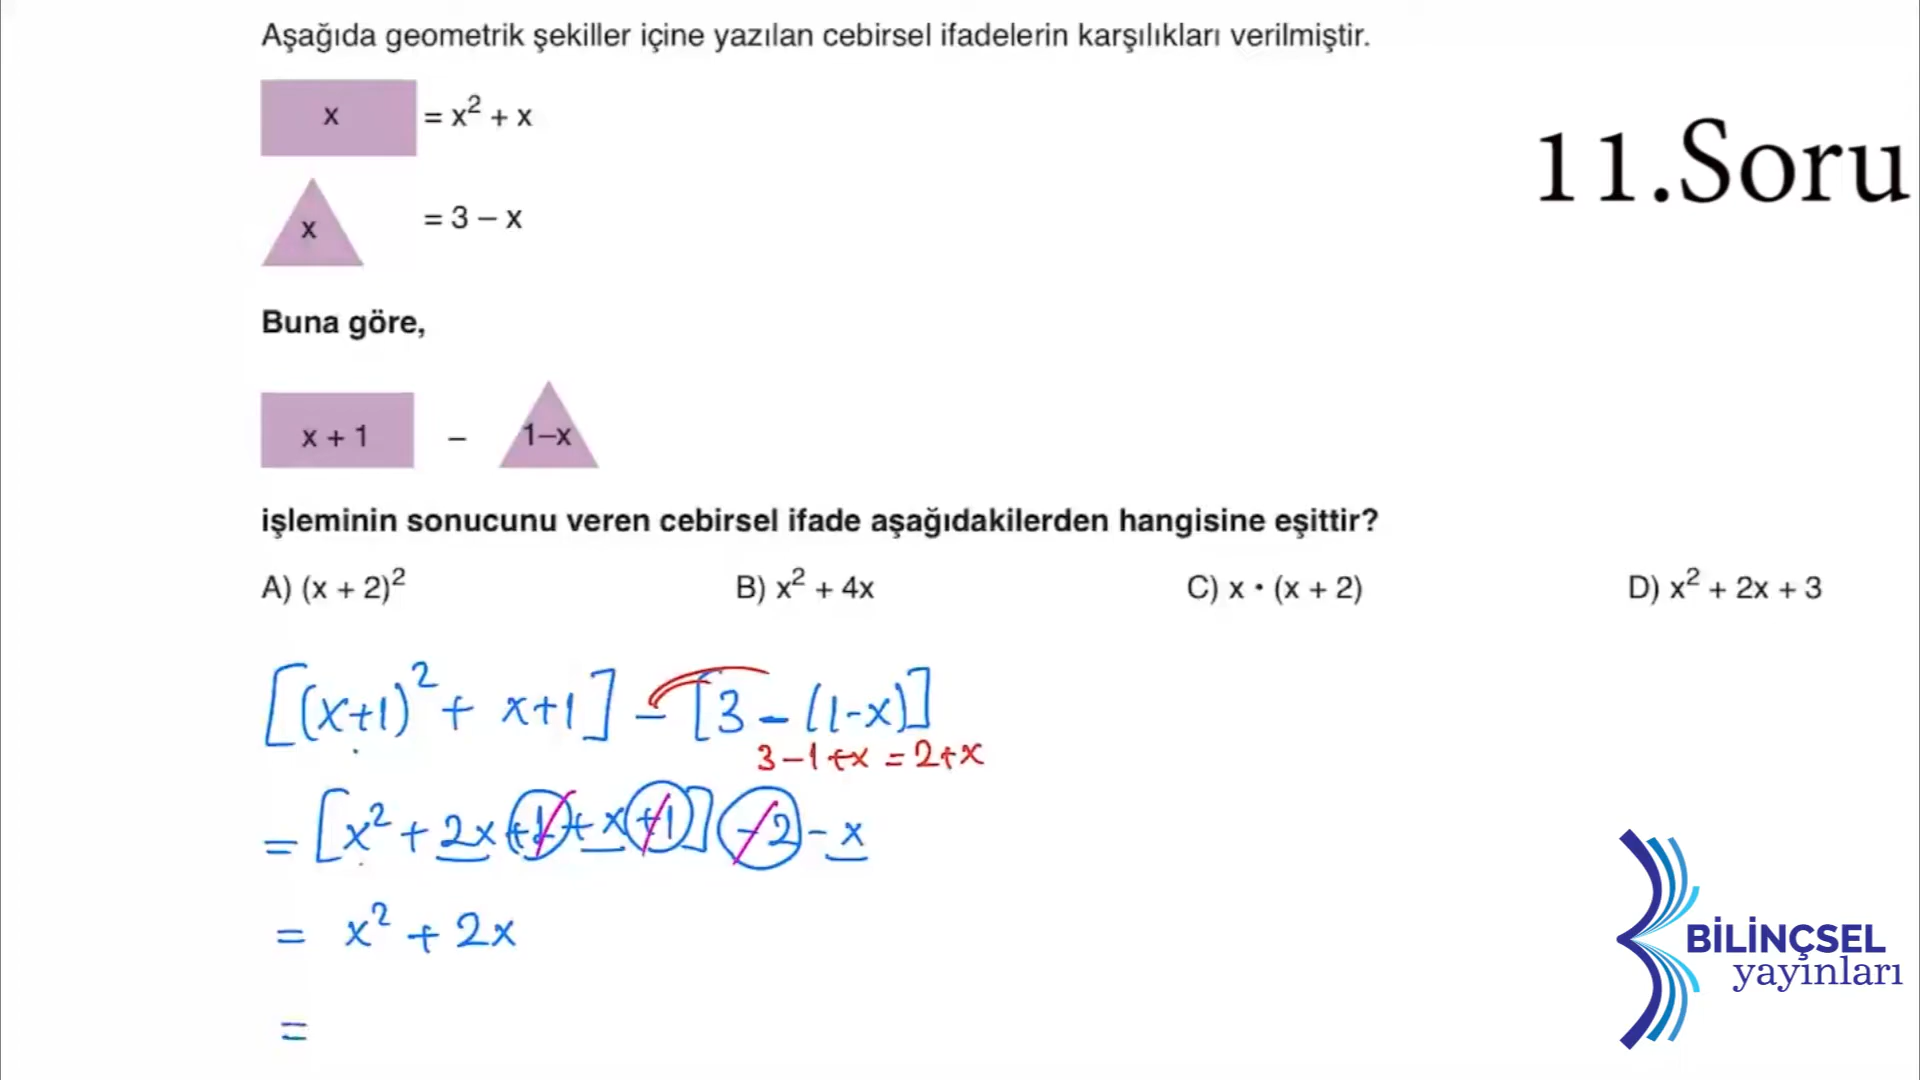 Aşağıda geometrik şekiller içine yazılan cebirsel ifadelerin karşılıkları verilmiştir.
x = x² + x
11.Soru
x = 3 – x
Buna göre,
x + 1 – 1–x
işleminin sonucunu veren cebirsel ifade aşağıdakilerden hangisine eşittir?
A) (x + 2)² B) x² + 4x C) x • (x + 2) D) x² + 2x + 3
[(x+1)² + x+1] - [3 - (1-x)]
3-1+x = 2+x
= [x² + 2x +1 + x +1] -2 - x
= x² + 2x
=
BİLİNÇSEL
yayınları